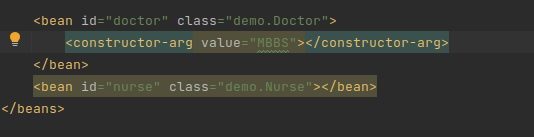 <bean id="doctor" class="demo.Doctor">
<constructor-arg value="MBBS"></constructor-arg>
</bean>
<bean id="nurse" class="demo.Nurse"></bean>
</beans>